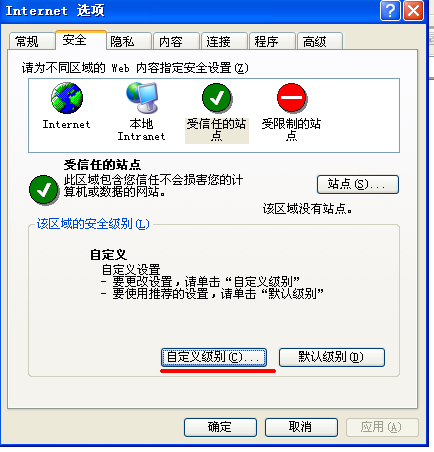 Internet 选项
常规 安全 隐私 内容 连接 程序 高级
请为不同区域的 Web 内容指定安全设置(Z)
Internet
本地
Intranet
受信任的站
点
受限制的站
点
受信任的站点
此区域包含您信任不会损害您的计
算机或数据的网站。
站点(S)...
该区域没有站点。
该区域的安全级别(L)
自定义
自定义设置
- 要更改设置,请单击“自定义级别”
- 要使用推荐的设置,请单击“默认级别”
自定义级别(C)... 默认级别(D)
确定 取消 应用(A)